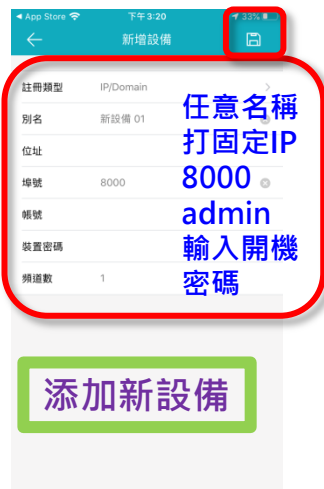 App Store 下午3:20 33%
新增設備
註冊類型 IP/Domain
別名 新設備 01 任意名稱
位址 打固定IP
埠號 8000 8000
帳號 admin
裝置密碼 輸入開機
頻道數 1 密碼
添加新設備